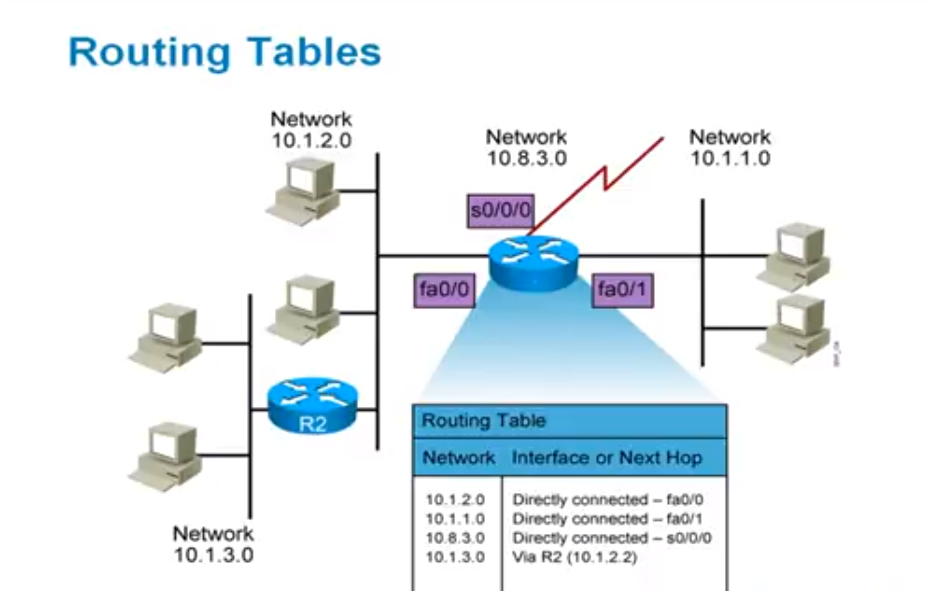 Routing Tables
Network
10.1.2.0
Network
10.8.3.0
Network
10.1.1.0
s0/0/0
fa0/0
fa0/1
R2
Network
10.1.3.0
Routing Table
Network Interface or Next Hop
10.1.2.0 Directly connected – fa0/0
10.1.1.0 Directly connected – fa0/1
10.8.3.0 Directly connected – s0/0/0
10.1.3.0 Via R2 (10.1.2.2)